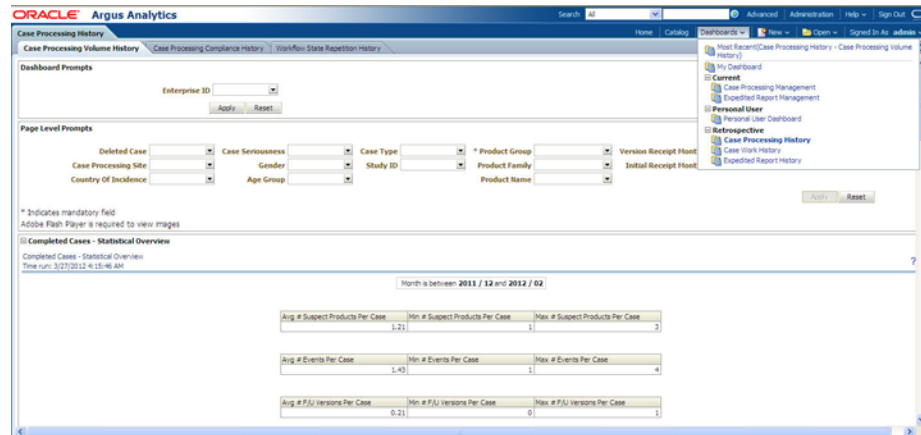 ORACLE® Argus Analytics
Search All Advanced Administration Help Sign Out
Case Processing History
Home Catalog Dashboards New Open Signed In As admin
Case Processing Volume History Case Processing Compliance History Workflow State Repetition History
Most Recent(Case Processing History - Case Processing Volume History)
My Dashboard
Current
Case Processing Management
Expedited Report Management
Personal User
Personal User Dashboard
Retrospective
Case Processing History
Case Work History
Expedited Report History
Dashboard Prompts
Enterprise ID
Apply Reset
Page Level Prompts
Deleted Case Case Seriousness Case Type * Product Group Version Receipt Mont
Case Processing Site Gender Study ID Product Family Initial Receipt Mont
Country Of Incidence Age Group Product Name
Apply Reset
* Indicates mandatory field
Adobe Flash Player is required to view images
Completed Cases - Statistical Overview
Completed Cases - Statistical Overview
Time run: 3/27/2012 4:15:46 AM
?
Month is between 2011 / 12 and 2012 / 02
Avg # Suspect Products Per Case Min # Suspect Products Per Case Max # Suspect Products Per Case
1.21 1 3
Avg # Events Per Case Min # Events Per Case Max # Events Per Case
1.43 1 4
Avg # F/U Versions Per Case Min # F/U Versions Per Case Max # F/U Versions Per Case
0.21 0 1